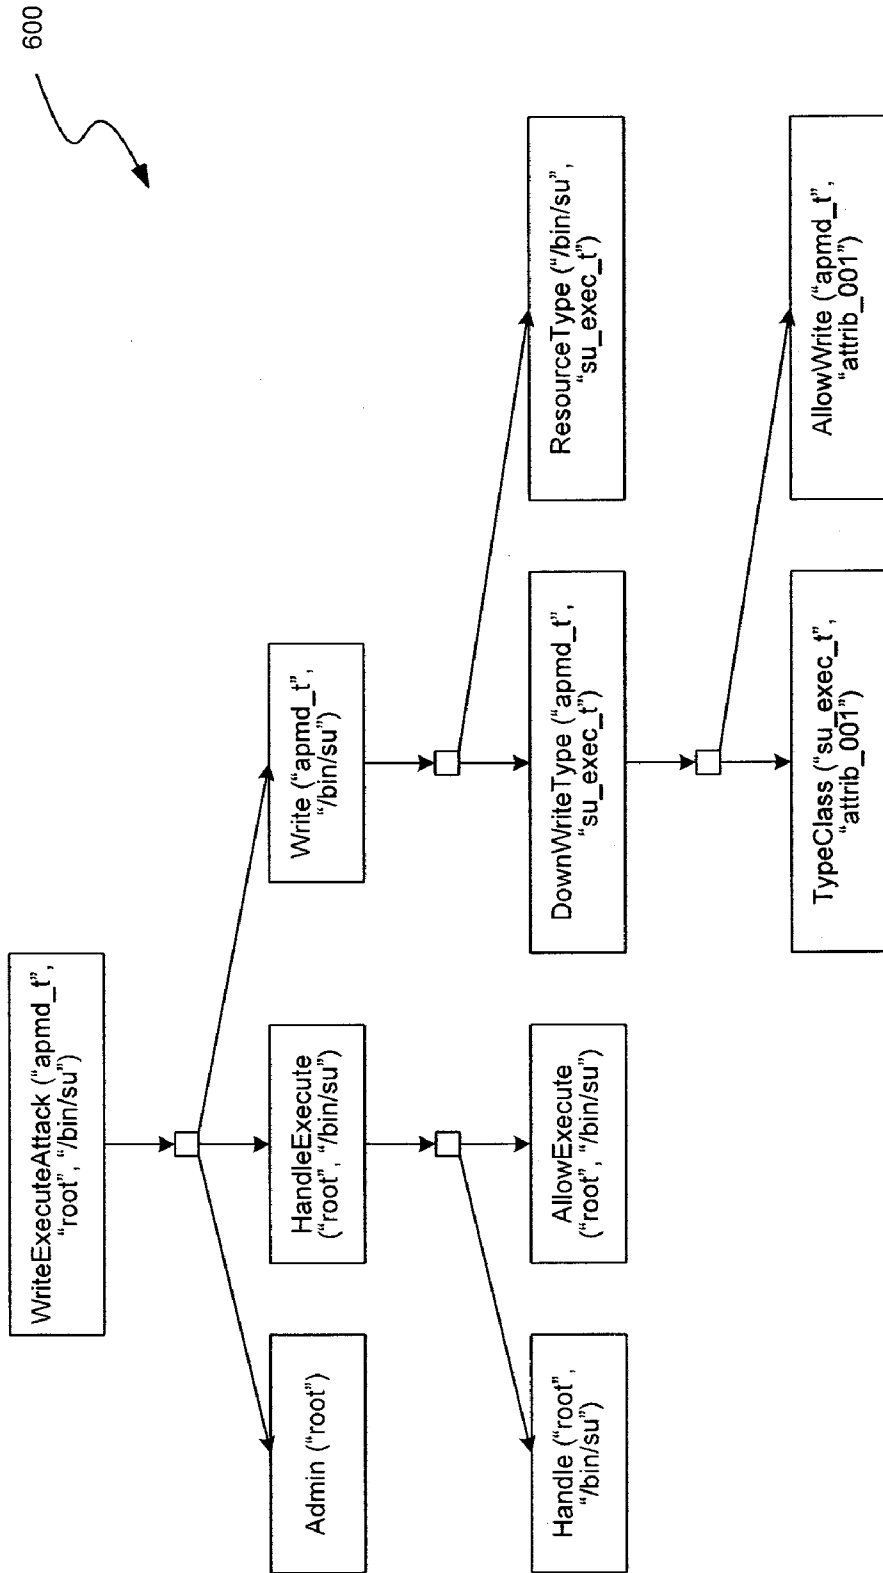 600
WriteExecuteAttack (“apmd_t”,
“root”, “/bin/su”)
Admin (“root”)
HandleExecute
(“root”, “/bin/su”)
Write (“apmd_t”,
“/bin/su”)
Handle (“root”,
“/bin/su”)
AllowExecute
(“root”, “/bin/su”)
DownWriteType (“apmd_t”,
“su_exec_t”)
ResourceType (“/bin/su”,
“su_exec_t”)
TypeClass (“su_exec_t”,
“attrib_001”)
AllowWrite (“apmd_t”,
“attrib_001”)